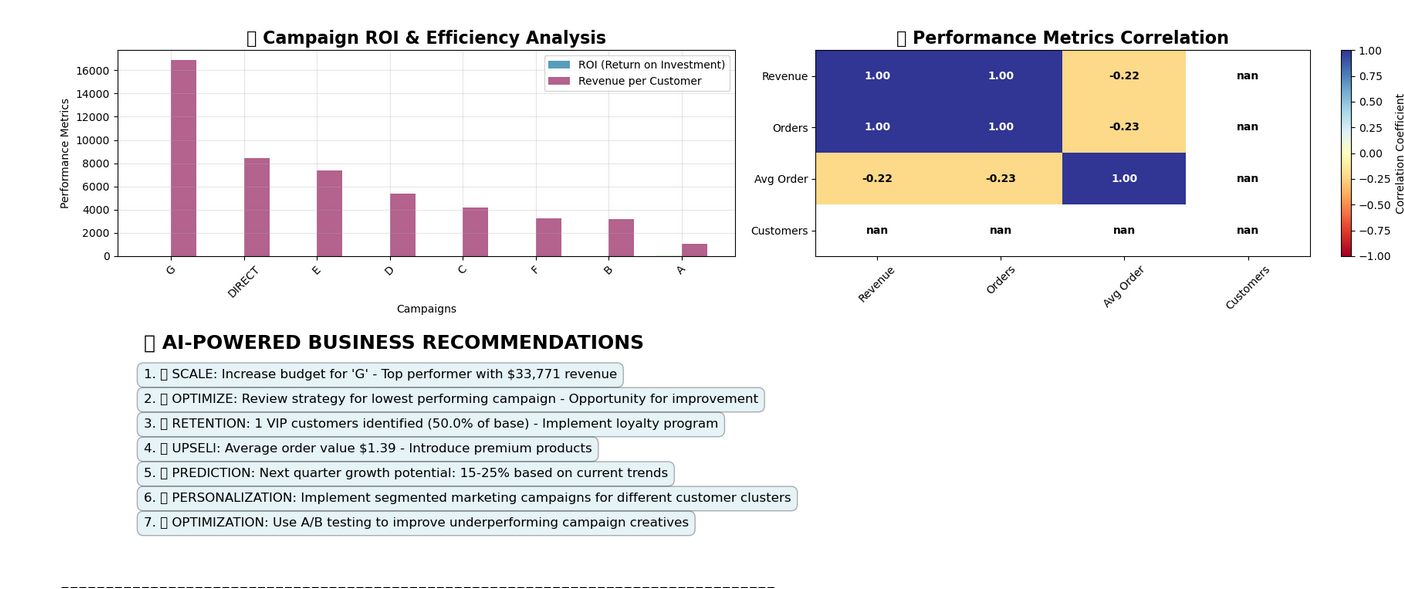 ▯ Campaign ROI & Efficiency Analysis
Performance Metrics
16000
14000
12000
10000
8000
6000
4000
2000
0
ROI (Return on Investment)
Revenue per Customer
G
DIRECT
E
D
C
F
B
A
Campaigns
▯ Performance Metrics Correlation
Revenue 1.00 1.00 -0.22 nan
Orders 1.00 1.00 -0.23 nan
Avg Order -0.22 -0.23 1.00 nan
Customers nan nan nan nan
Revenue
Orders
Avg Order
Customers
1.00
0.75
0.50
0.25
0.00
−0.25
−0.50
−0.75
−1.00
Correlation Coefficient
▯ AI-POWERED BUSINESS RECOMMENDATIONS
1. ▯ SCALE: Increase budget for 'G' - Top performer with $33,771 revenue
2. ▯ OPTIMIZE: Review strategy for lowest performing campaign - Opportunity for improvement
3. ▯ RETENTION: 1 VIP customers identified (50.0% of base) - Implement loyalty program
4. ▯ UPSELI: Average order value $1.39 - Introduce premium products
5. ▯ PREDICTION: Next quarter growth potential: 15-25% based on current trends
6. ▯ PERSONALIZATION: Implement segmented marketing campaigns for different customer clusters
7. ▯ OPTIMIZATION: Use A/B testing to improve underperforming campaign creatives